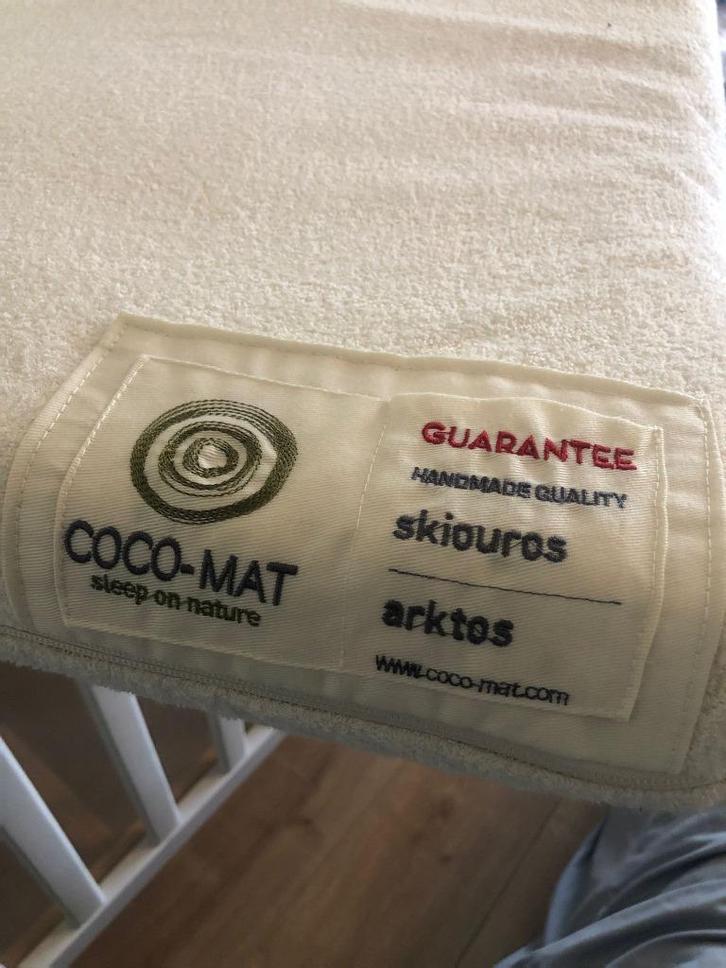 COCO-MAT
sleep on nature
GUARANTEE
HANDMADE QUALITY
skiouros
arktos
www.coco-mat.com